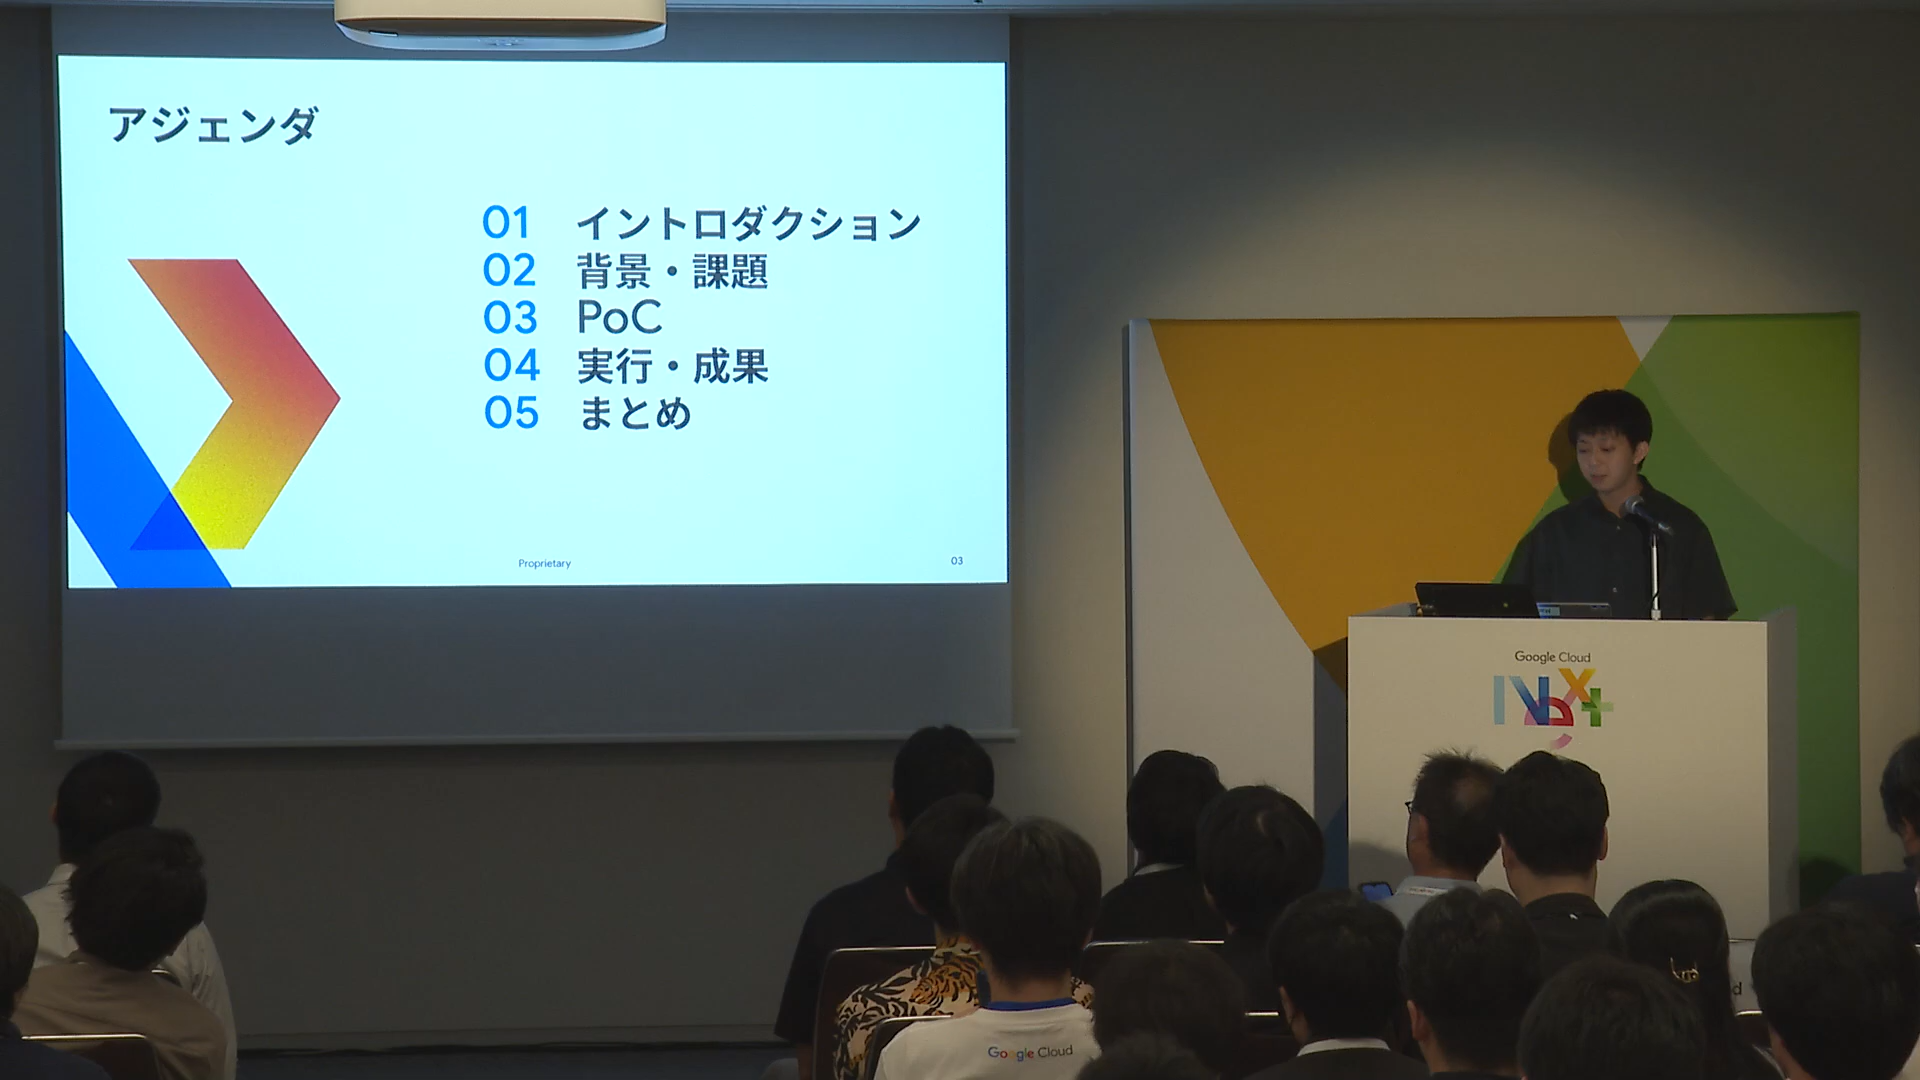 アジェンダ
01 イントロダクション
02 背景・課題
03 PoC
04 実行・成果
05 まとめ
Proprietary
03
Google Cloud
Next
Google Cloud